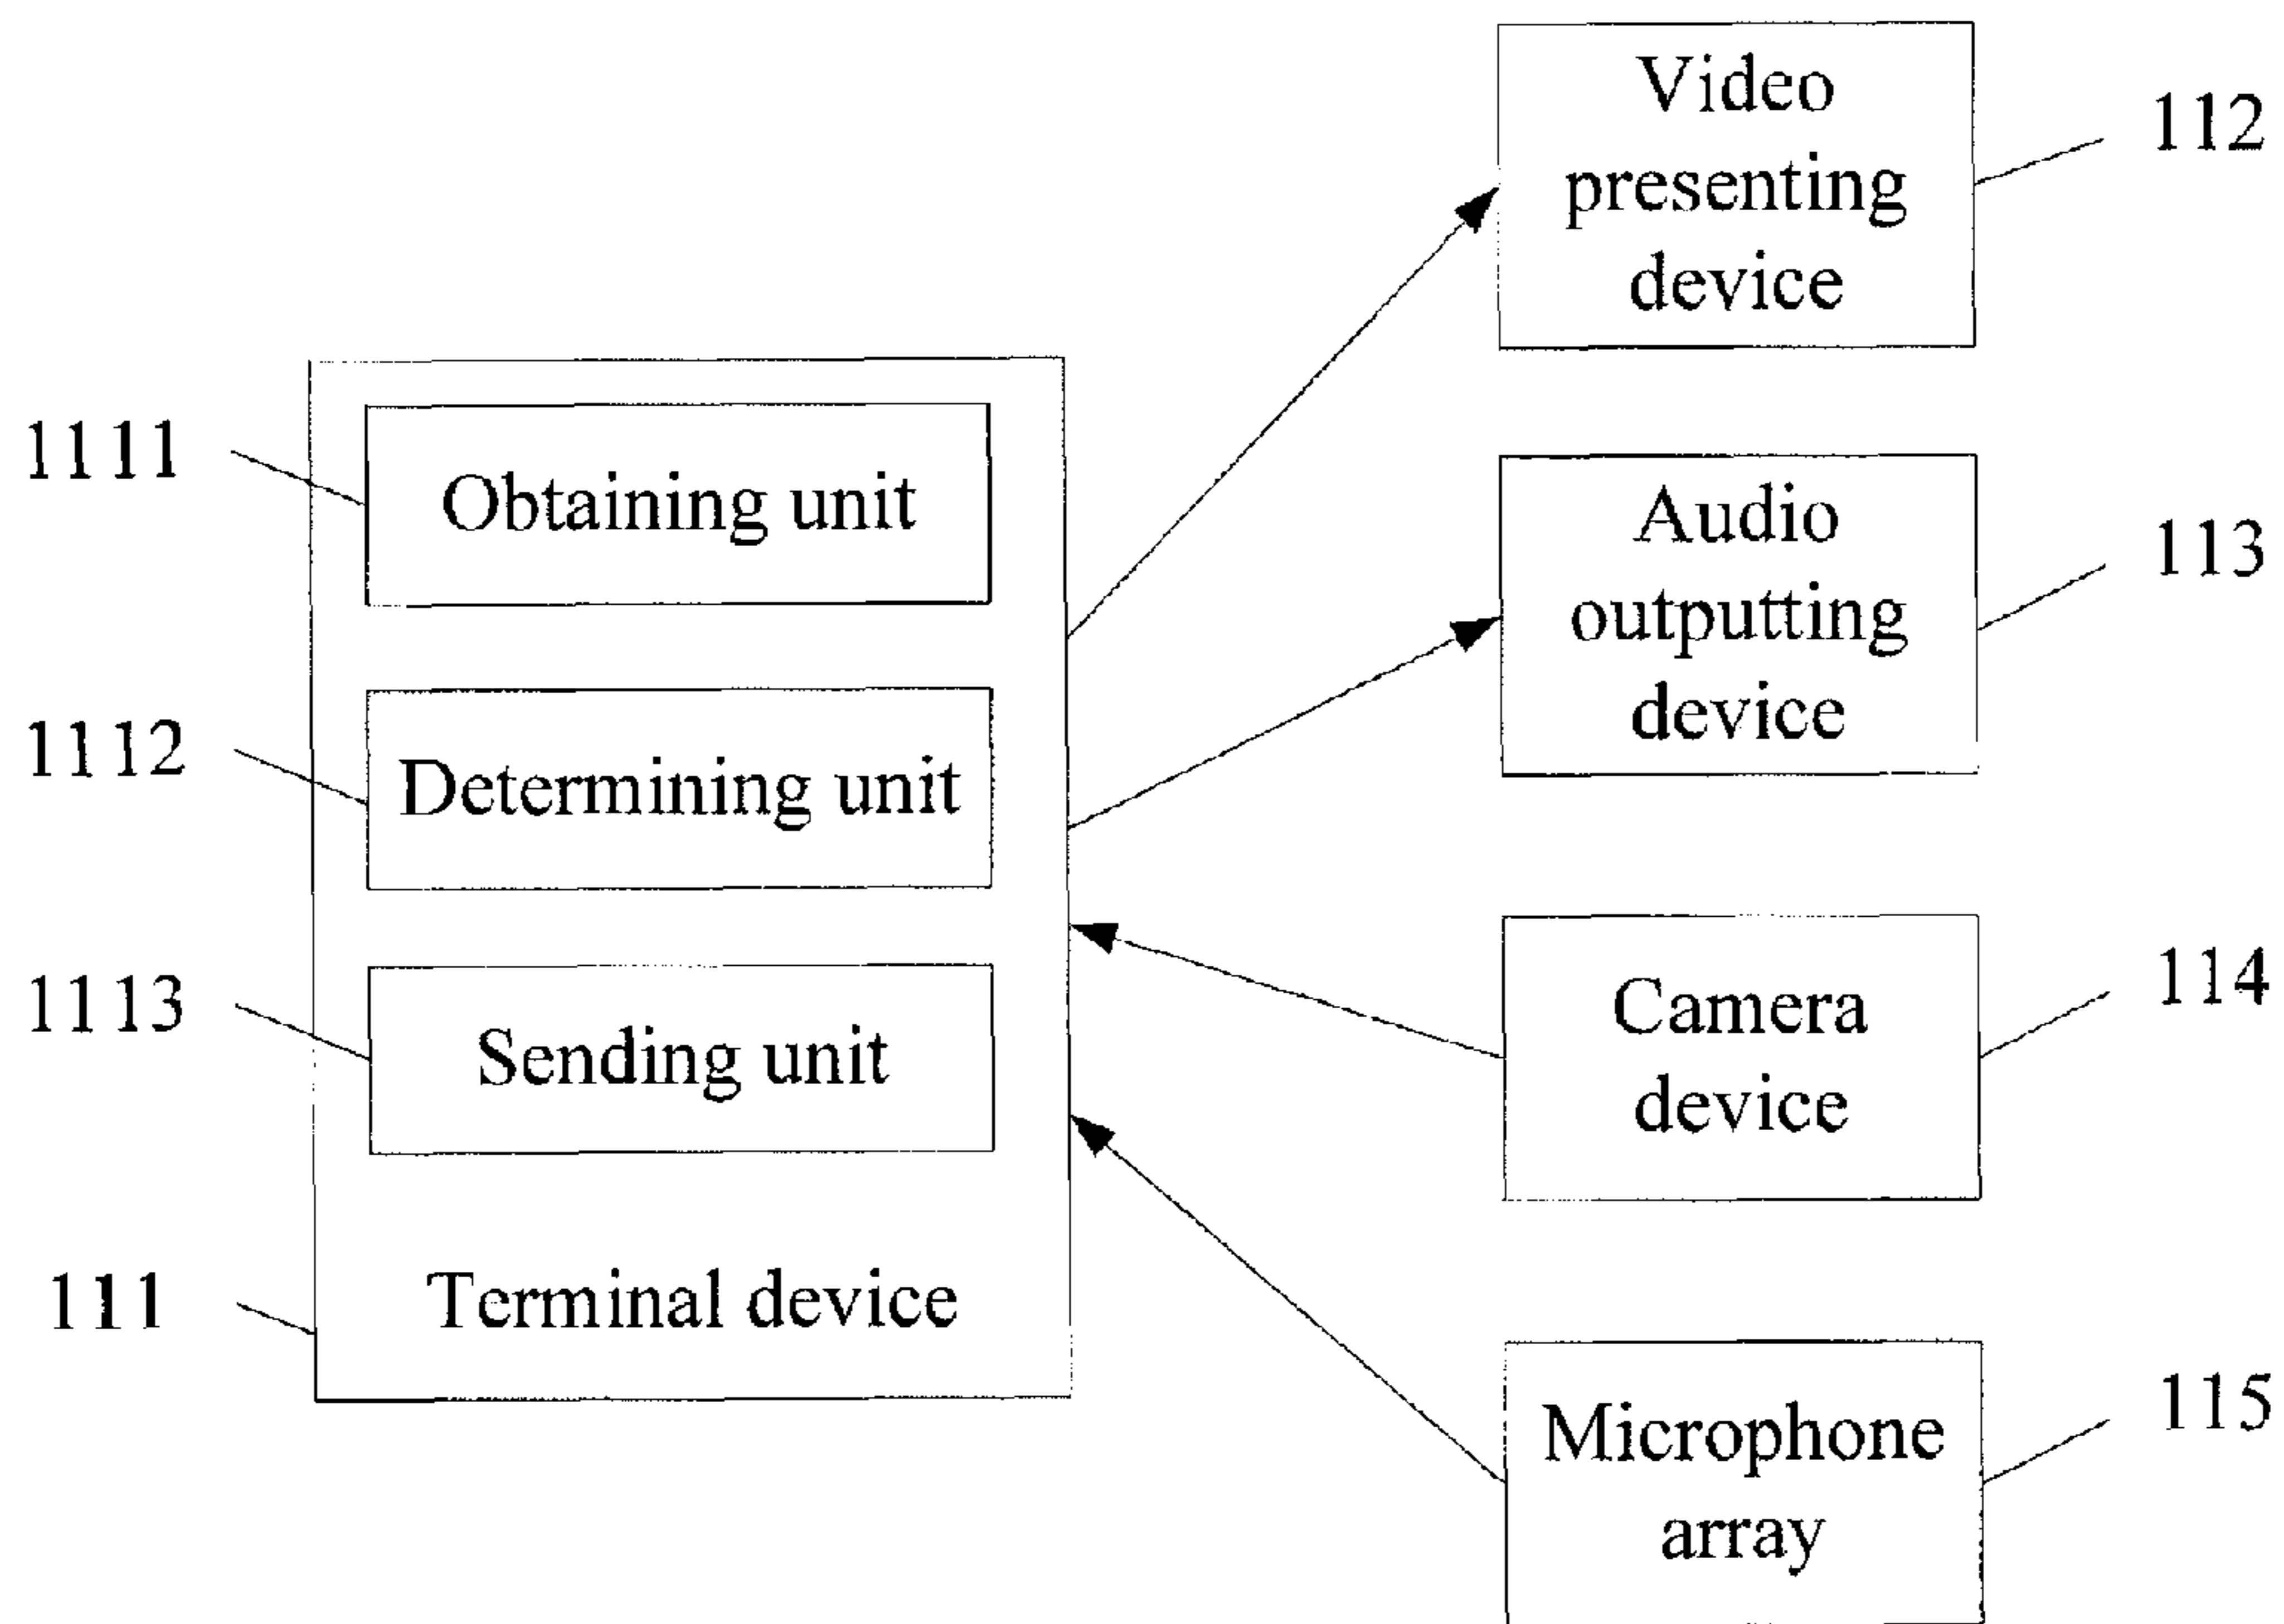 Video
presenting
device
112
1111
Obtaining unit
Audio
outputting
device
113
1112
Determining unit
1113
Sending unit
Camera
device
114
111
Terminal device
Microphone
array
115